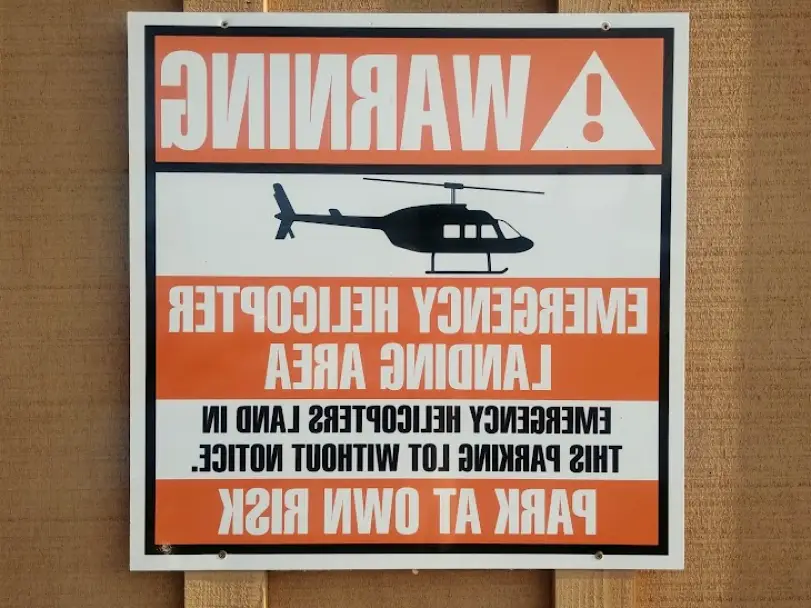 WARNING
EMERGENCY HELICOPTER
LANDING AREA
EMERGENCY HELICOPTERS LAND IN
THIS PARKING LOT WITHOUT NOTICE.
PARK AT OWN RISK